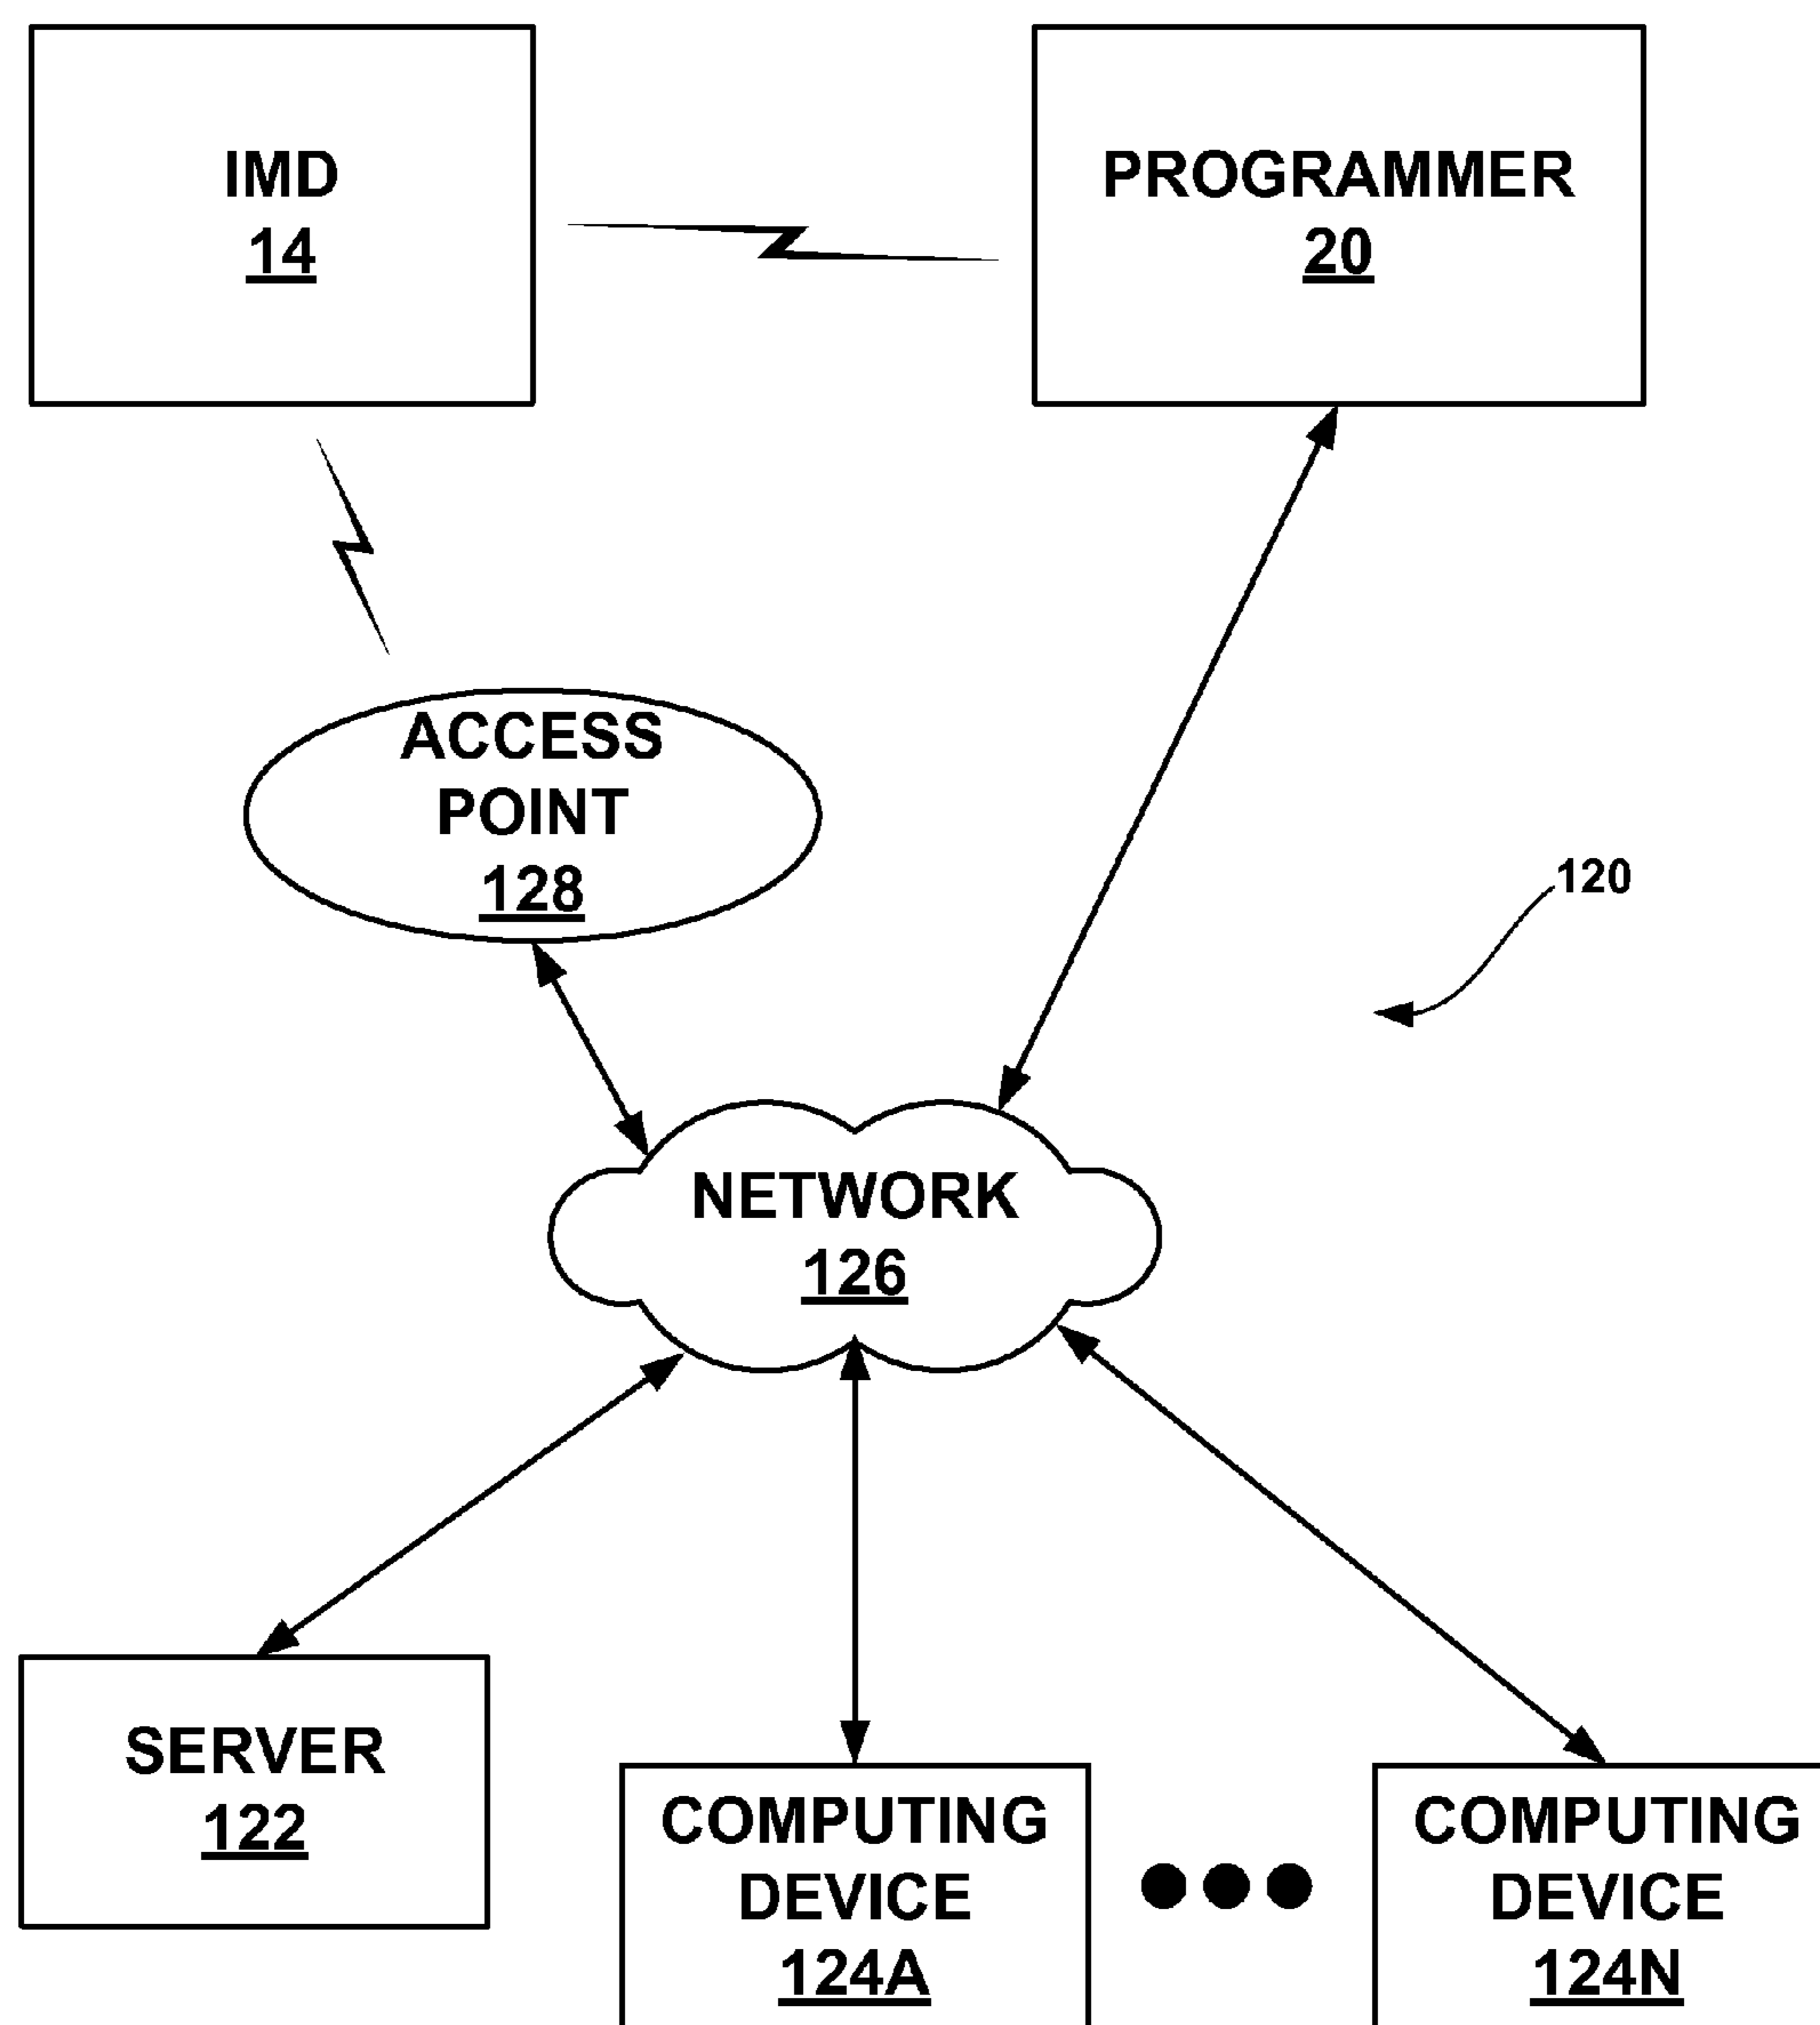 IMD
14
PROGRAMMER
20
ACCESS
POINT
128
120
NETWORK
126
SERVER
122
COMPUTING
DEVICE
124A
COMPUTING
DEVICE
124N